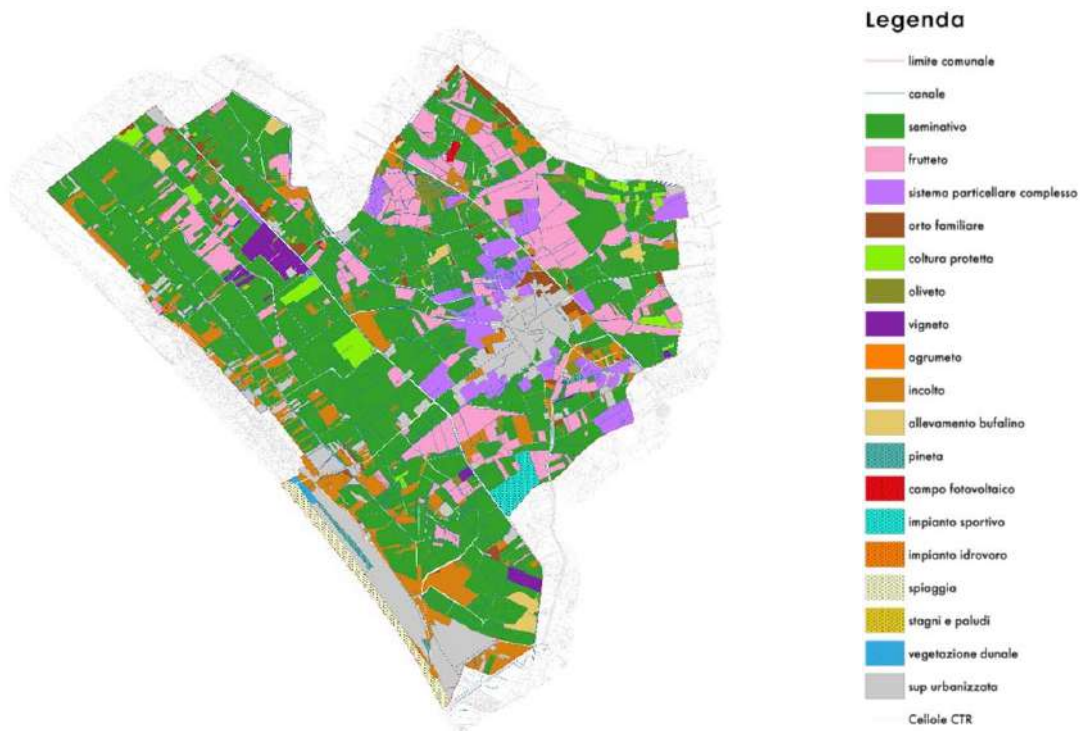 Legenda
limite comunale
canale
seminativo
frutteto
sistema particellare complesso
orto familiare
coltura protetta
oliveto
vigneto
agrumeto
incolto
allevamento bufalino
pineta
campo fotovoltaico
impianto sportivo
impianto idrovoro
spiaggia
stagni e paludi
vegetazione dunale
sup urbanizzata
Cellole CTR